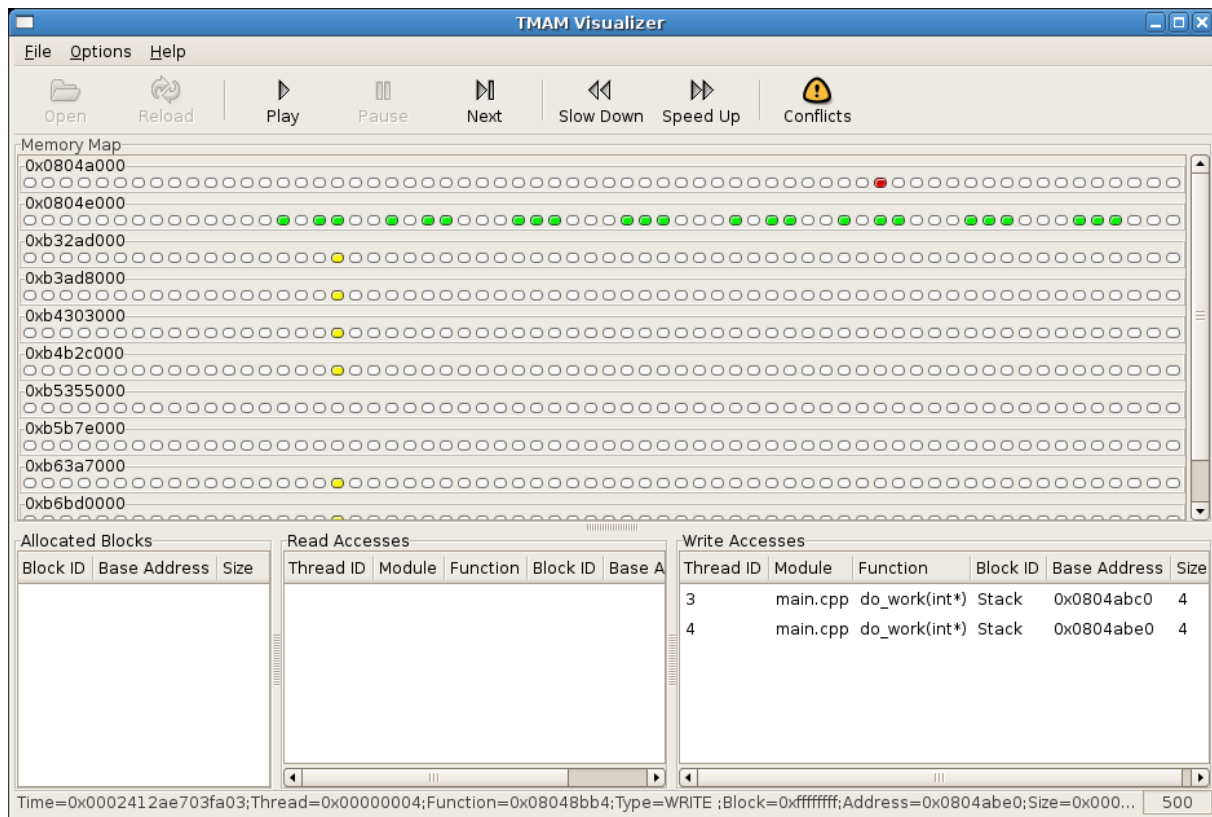 TMAM Visualizer
File Options Help
Open Reload Play Pause Next Slow Down Speed Up Conflicts
Memory Map
0x0804a000
0x0804e000
0xb32ad000
0xb3ad8000
0xb4303000
0xb4b2c000
0xb5355000
0xb5b7e000
0xb63a7000
0xb6bd0000
Allocated Blocks Read Accesses Write Accesses
Block ID Base Address Size Thread ID Module Function Block ID Base A Thread ID Module Function Block ID Base Address Size
3 main.cpp do_work(int*) Stack 0x0804abc0 4
4 main.cpp do_work(int*) Stack 0x0804abe0 4
Time=0x0002412ae703fa03;Thread=0x00000004;Function=0x08048bb4;Type=WRITE ;Block=0xffffffff;Address=0x0804abe0;Size=0x000... 500